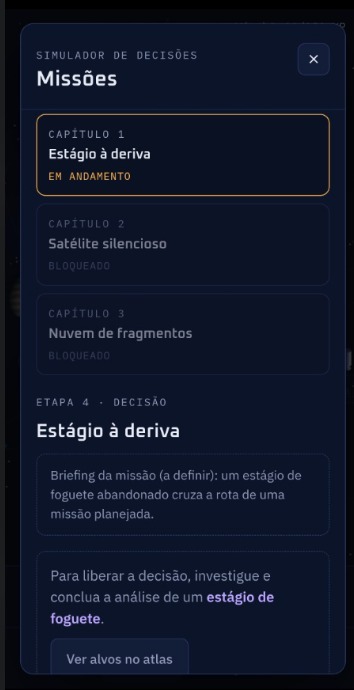 SIMULADOR DE DECISÕES
Missões
×
CAPÍTULO 1
Estágio à deriva
EM ANDAMENTO
CAPÍTULO 2
Satélite silencioso
BLOQUEADO
CAPÍTULO 3
Nuvem de fragmentos
BLOQUEADO
ETAPA 4 · DECISÃO
Estágio à deriva
Briefing da missão (a definir): um estágio de
foguete abandonado cruza a rota de uma
missão planejada.
Para liberar a decisão, investigue e
conclua a análise de um estágio de
foguete.
Ver alvos no atlas